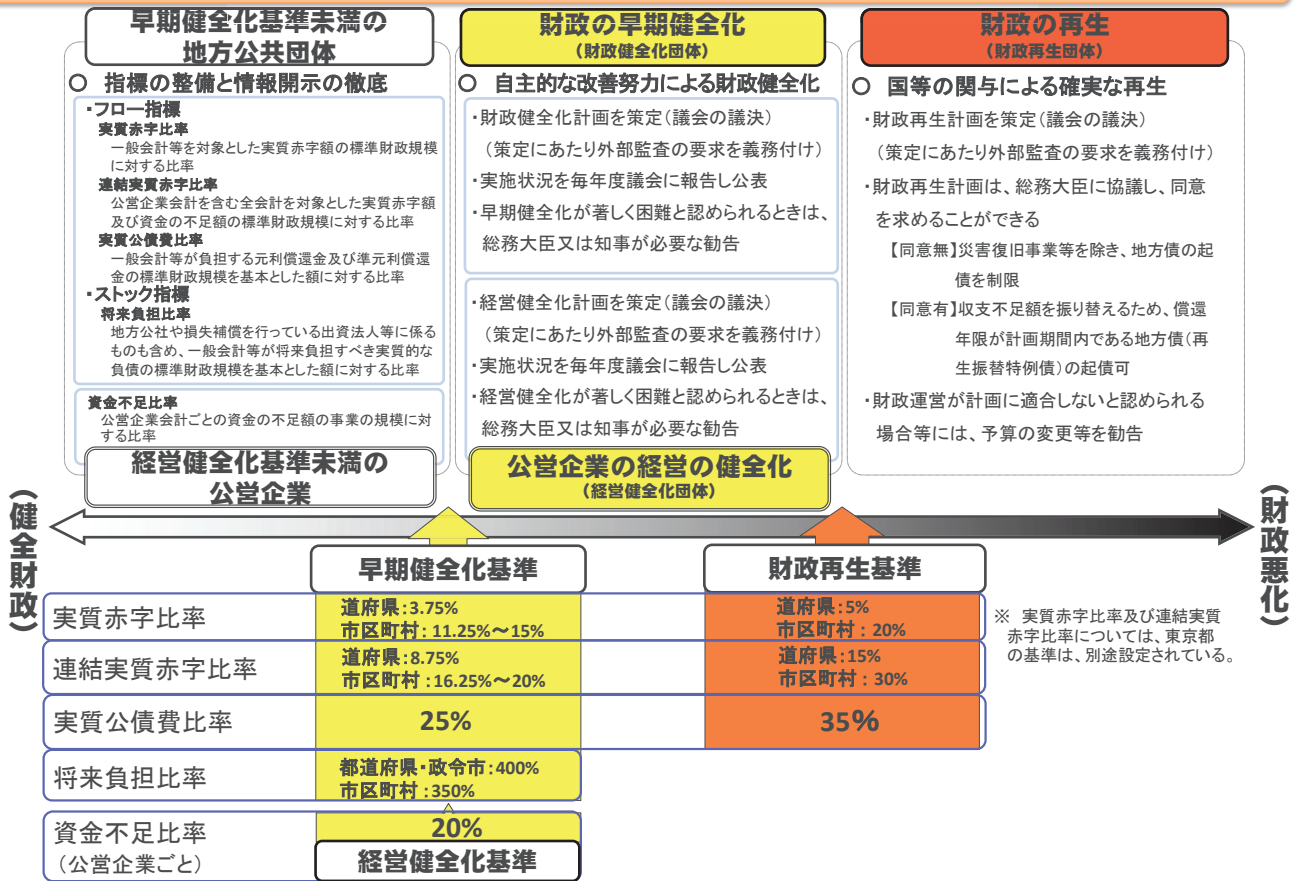 早期健全化基準未満の
地方公共団体
○ 指標の整備と情報開示の徹底
・フロー指標
実質赤字比率
一般会計等を対象とした実質赤字額の標準財政規模
に対する比率
連結実質赤字比率
公営企業会計を含む全会計を対象とした実質赤字額
及び資金の不足額の標準財政規模に対する比率
実質公債費比率
一般会計等が負担する元利償還金及び準元利償還
金の標準財政規模を基本とした額に対する比率
・ストック指標
将来負担比率
地方公社や損失補償を行っている出資法人等に係る
ものも含め、一般会計等が将来負担すべき実質的な
負債の標準財政規模を基本とした額に対する比率
資金不足比率
公営企業会計ごとの資金の不足額の事業の規模に対
する比率
経営健全化基準未満の
公営企業
財政の早期健全化
(財政健全化団体)
○ 自主的な改善努力による財政健全化
・財政健全化計画を策定(議会の議決)
(策定にあたり外部監査の要求を義務付け)
・実施状況を毎年度議会に報告し公表
・早期健全化が著しく困難と認められるときは、
総務大臣又は知事が必要な勧告
・経営健全化計画を策定(議会の議決)
(策定にあたり外部監査の要求を義務付け)
・実施状況を毎年度議会に報告し公表
・経営健全化が著しく困難と認められるときは、
総務大臣又は知事が必要な勧告
公営企業の経営の健全化
(経営健全化団体)
財政の再生
(財政再生団体)
○ 国等の関与による確実な再生
・財政再生計画を策定(議会の議決)
(策定にあたり外部監査の要求を義務付け)
・財政再生計画は、総務大臣に協議し、同意
を求めることができる
【同意無】災害復旧事業等を除き、地方債の起
債を制限
【同意有】収支不足額を振り替えるため、償還
年限が計画期間内である地方債(再
生振替特例債)の起債可
・財政運営が計画に適合しないと認められる
場合等には、予算の変更等を勧告
(健全財政)
(財政悪化)
早期健全化基準
財政再生基準
実質赤字比率
道府県:3.75%
市区町村:11.25%~15%
道府県:5%
市区町村:20%
連結実質赤字比率
道府県:8.75%
市区町村:16.25%~20%
道府県:15%
市区町村:30%
実質公債費比率
25%
35%
将来負担比率
都道府県・政令市:400%
市区町村:350%
資金不足比率
(公営企業ごと)
20%
経営健全化基準
※ 実質赤字比率及び連結実質
赤字比率については、東京都
の基準は、別途設定されている。